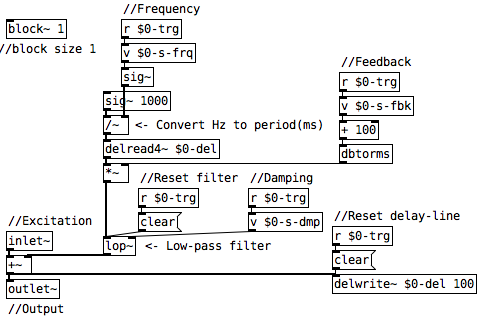 //Frequency
block~ 1
r $0-trg
//block size 1
v $0-s-frq
//Feedback
sig~
r $0-trg
sig~ 1000
v $0-s-fbk
/~
<- Convert Hz to period(ms)
+ 100
delread4~ $0-del
dbtorms
*~
//Reset filter
//Damping
r $0-trg
r $0-trg
//Excitation
clear
v $0-s-dmp
//Reset delay-line
inlet~
lop~
<- Low-pass filter
r $0-trg
+~
clear
outlet~
delwrite~ $0-del 100
//Output